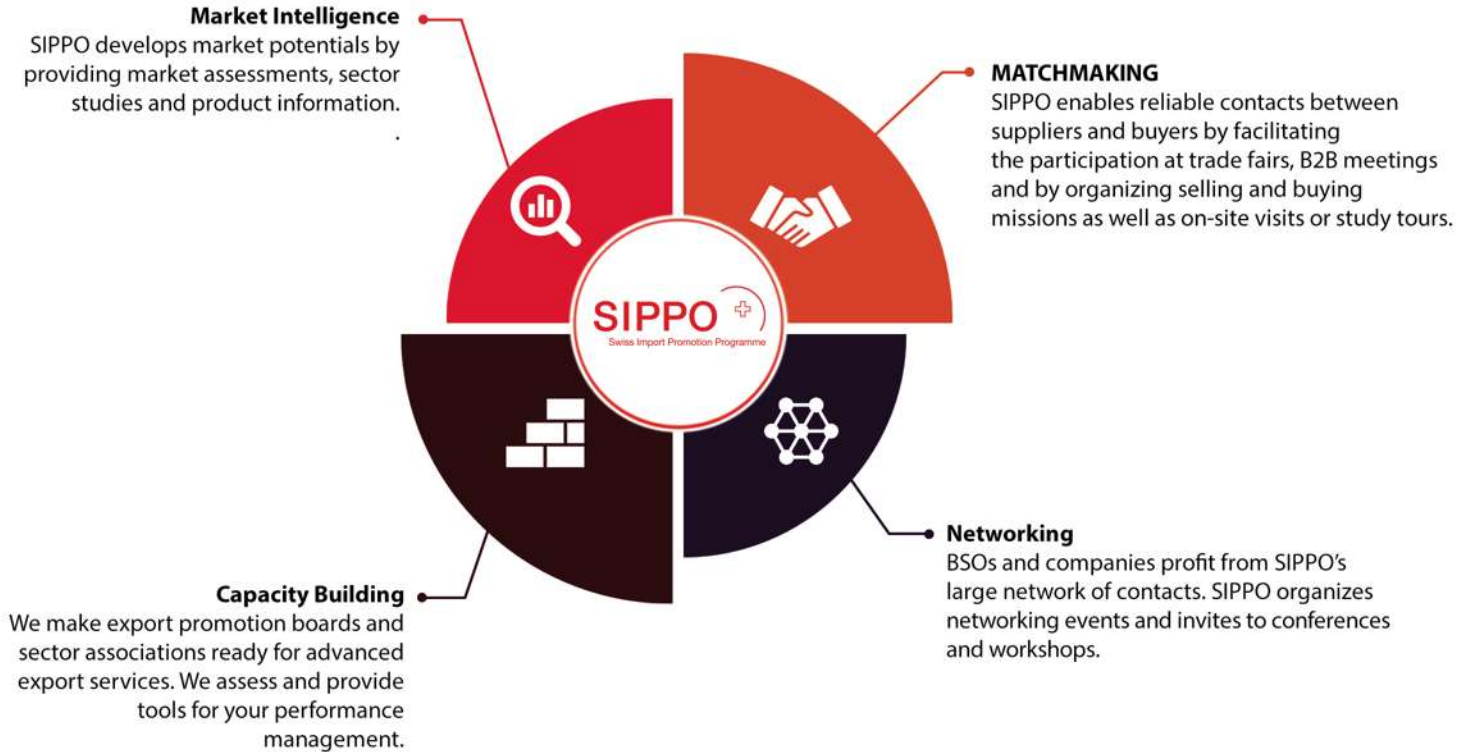 Market Intelligence
SIPPO develops market potentials by
providing market assessments, sector
studies and product information.
.
MATCHMAKING
SIPPO enables reliable contacts between
suppliers and buyers by facilitating
the participation at trade fairs, B2B meetings
and by organizing selling and buying
missions as well as on-site visits or study tours.
SIPPO
Swiss Import Promotion Programme
Capacity Building
We make export promotion boards and
sector associations ready for advanced
export services. We assess and provide
tools for your performance
management.
Networking
BSOs and companies profit from SIPPO’s
large network of contacts. SIPPO organizes
networking events and invites to conferences
and workshops.